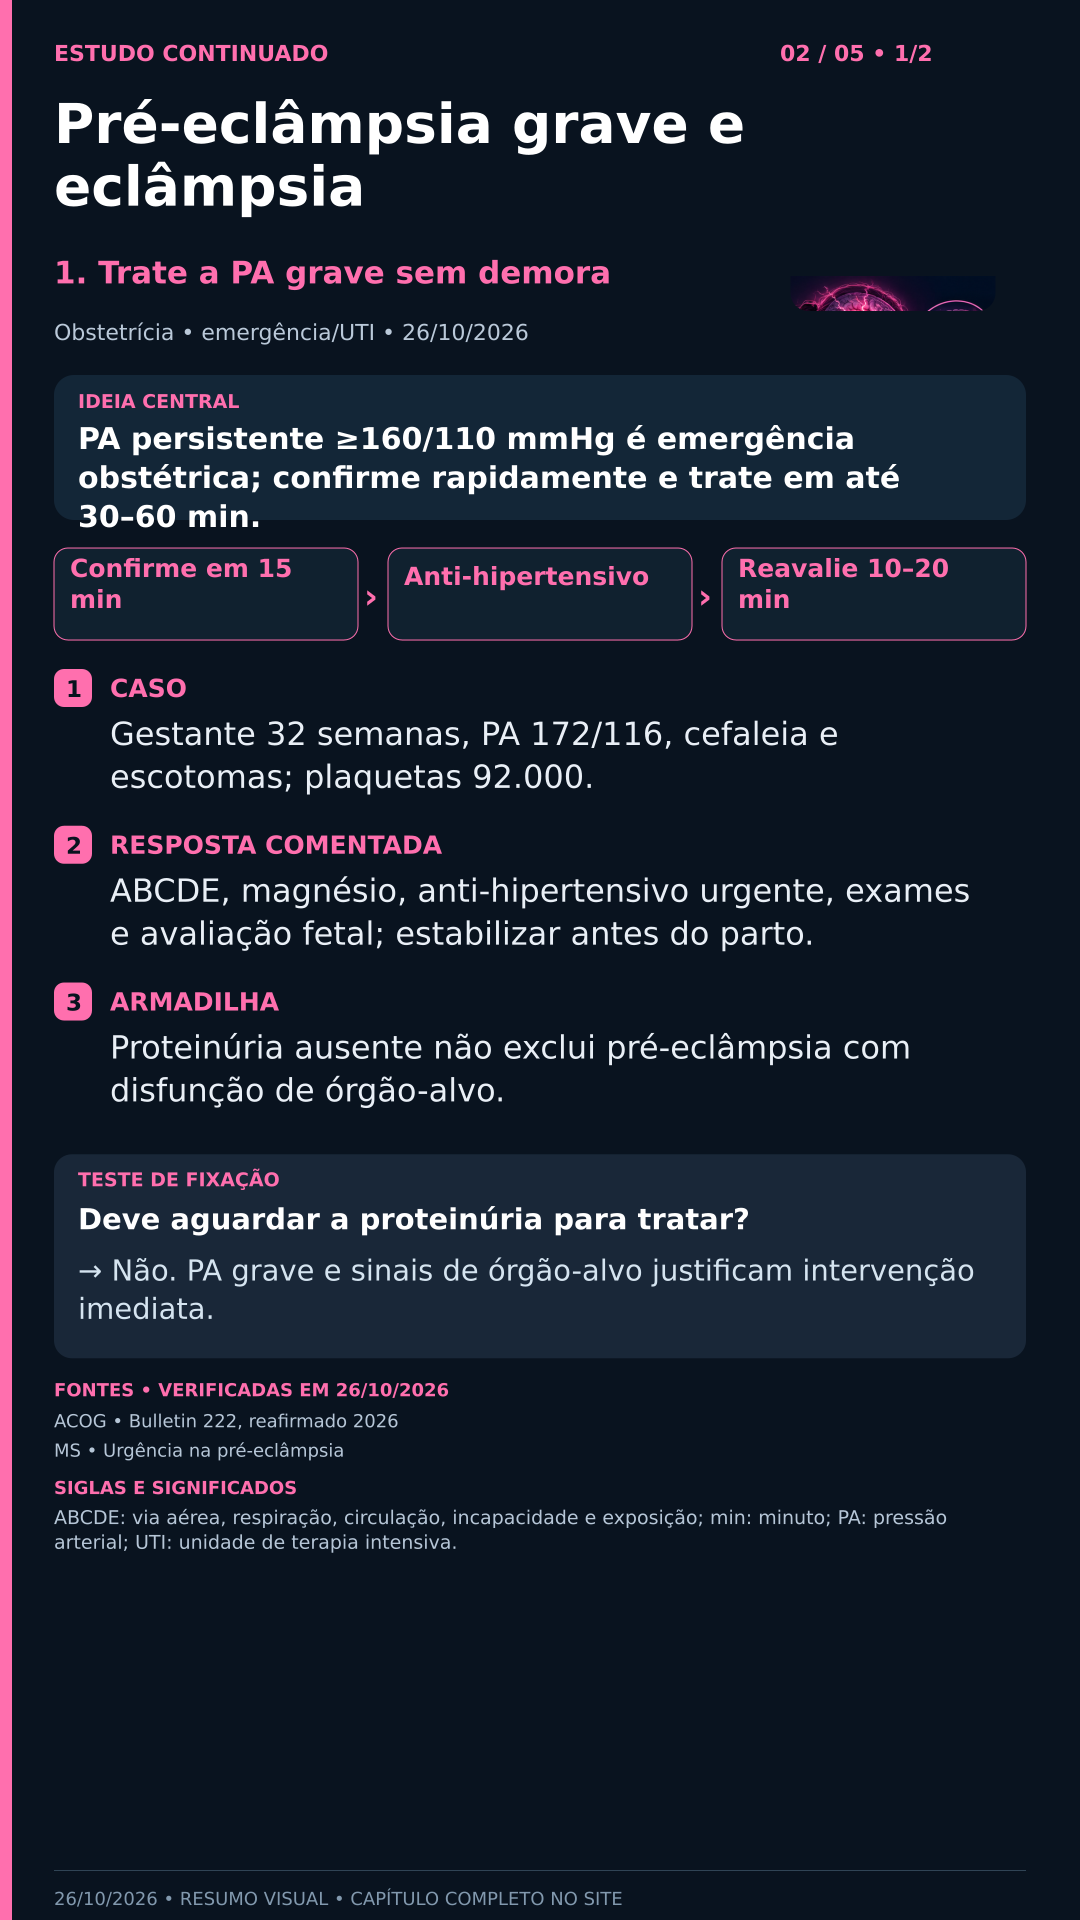 ESTUDO CONTINUADO
02 / 05 • 1/2
Pré-eclâmpsia grave e
eclâmpsia
1. Trate a PA grave sem demora
Obstetrícia • emergência/UTI • 26/10/2026
IDEIA CENTRAL
PA persistente ≥160/110 mmHg é emergência
obstétrica; confirme rapidamente e trate em até
30–60 min.
Confirme em 15
min
›
Anti-hipertensivo
›
Reavalie 10–20
min
1 CASO
Gestante 32 semanas, PA 172/116, cefaleia e
escotomas; plaquetas 92.000.
2 RESPOSTA COMENTADA
ABCDE, magnésio, anti-hipertensivo urgente, exames
e avaliação fetal; estabilizar antes do parto.
3 ARMADILHA
Proteinúria ausente não exclui pré-eclâmpsia com
disfunção de órgão-alvo.
TESTE DE FIXAÇÃO
Deve aguardar a proteinúria para tratar?
→ Não. PA grave e sinais de órgão-alvo justificam intervenção
imediata.
FONTES • VERIFICADAS EM 26/10/2026
ACOG • Bulletin 222, reafirmado 2026
MS • Urgência na pré-eclâmpsia
SIGLAS E SIGNIFICADOS
ABCDE: via aérea, respiração, circulação, incapacidade e exposição; min: minuto; PA: pressão
arterial; UTI: unidade de terapia intensiva.
26/10/2026 • RESUMO VISUAL • CAPÍTULO COMPLETO NO SITE